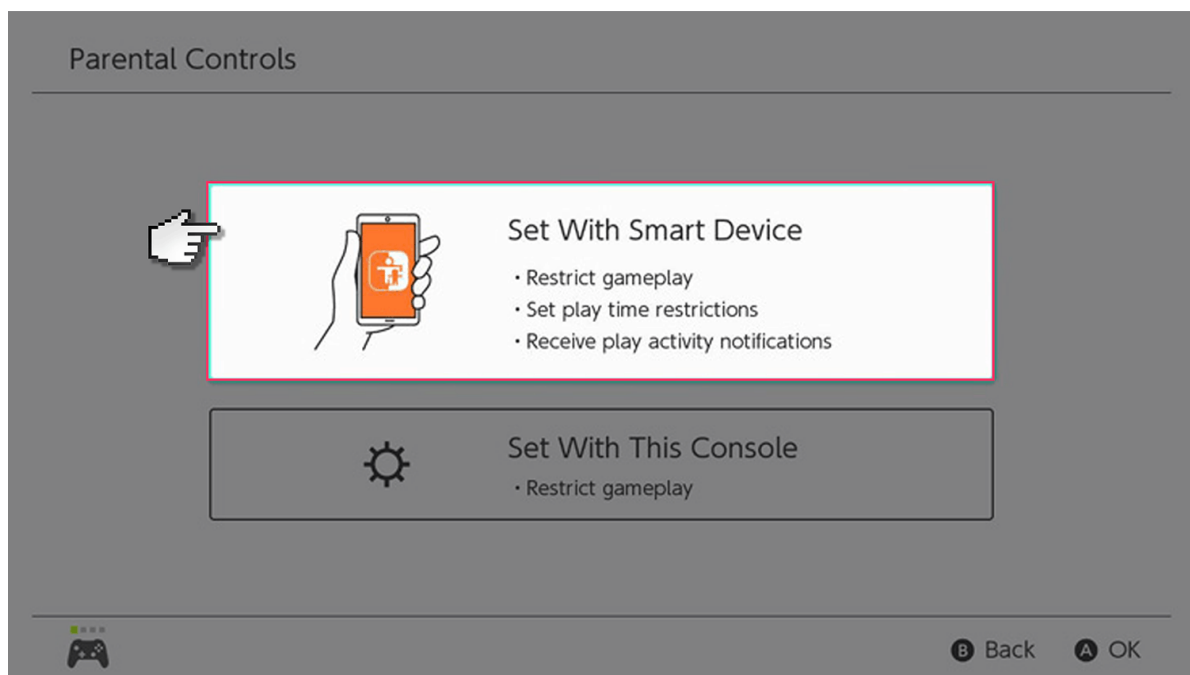 Parental Controls
Set With Smart Device
・Restrict gameplay
・Set play time restrictions
・Receive play activity notifications
Set With This Console
・Restrict gameplay
B Back A OK